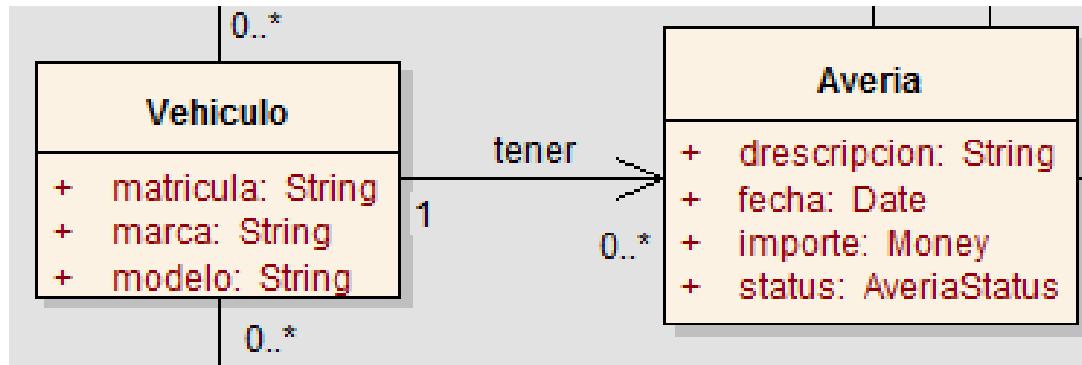 0..*
Vehiculo
+ matricula: String
+ marca: String
+ modelo: String
0..*
tener
1
0..*
Averia
+ drescripcion: String
+ fecha: Date
+ importe: Money
+ status: AveriaStatus